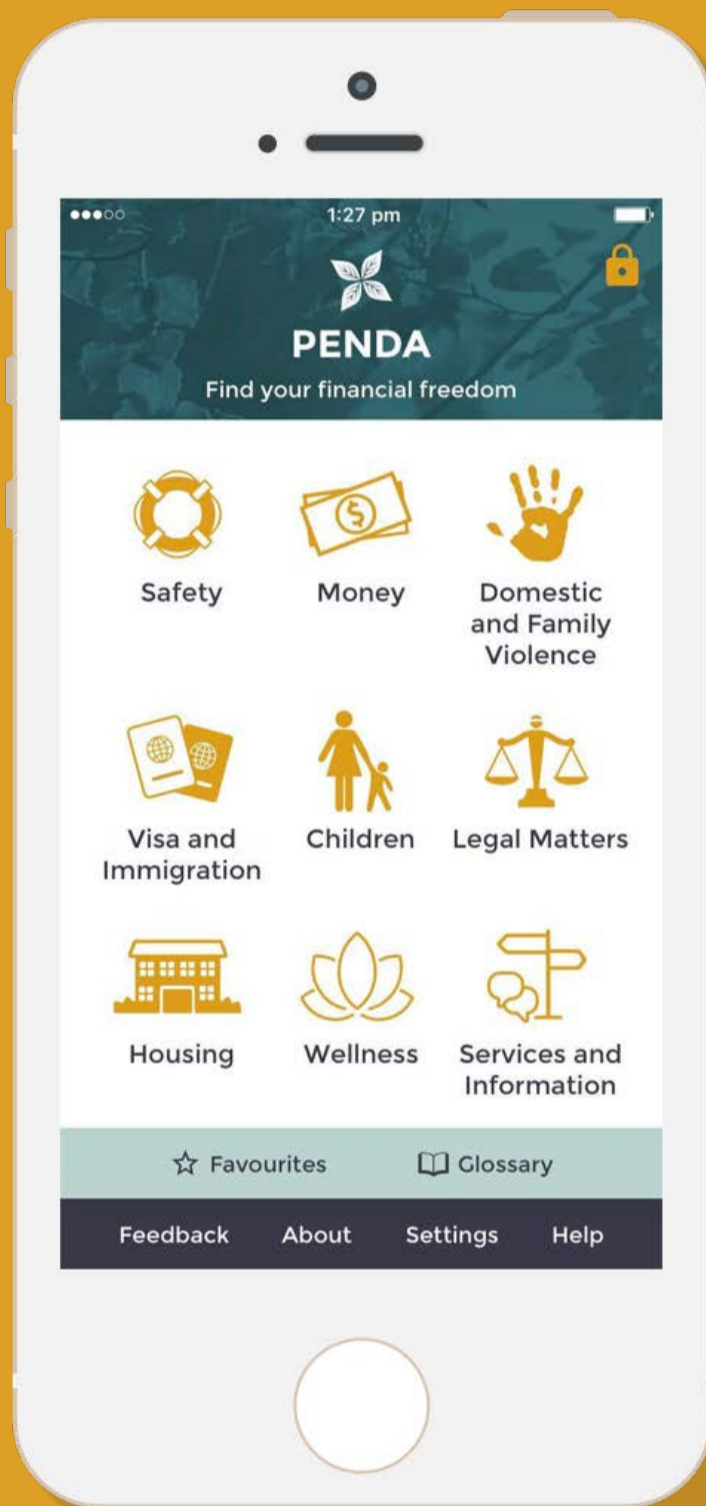 1:27 pm
PENDA
Find your financial freedom
Safety
Money
Domestic
and Family
Violence
Visa and
Immigration
Children
Legal Matters
Housing
Wellness
Services and
Information
Favourites
Glossary
Feedback
About
Settings
Help